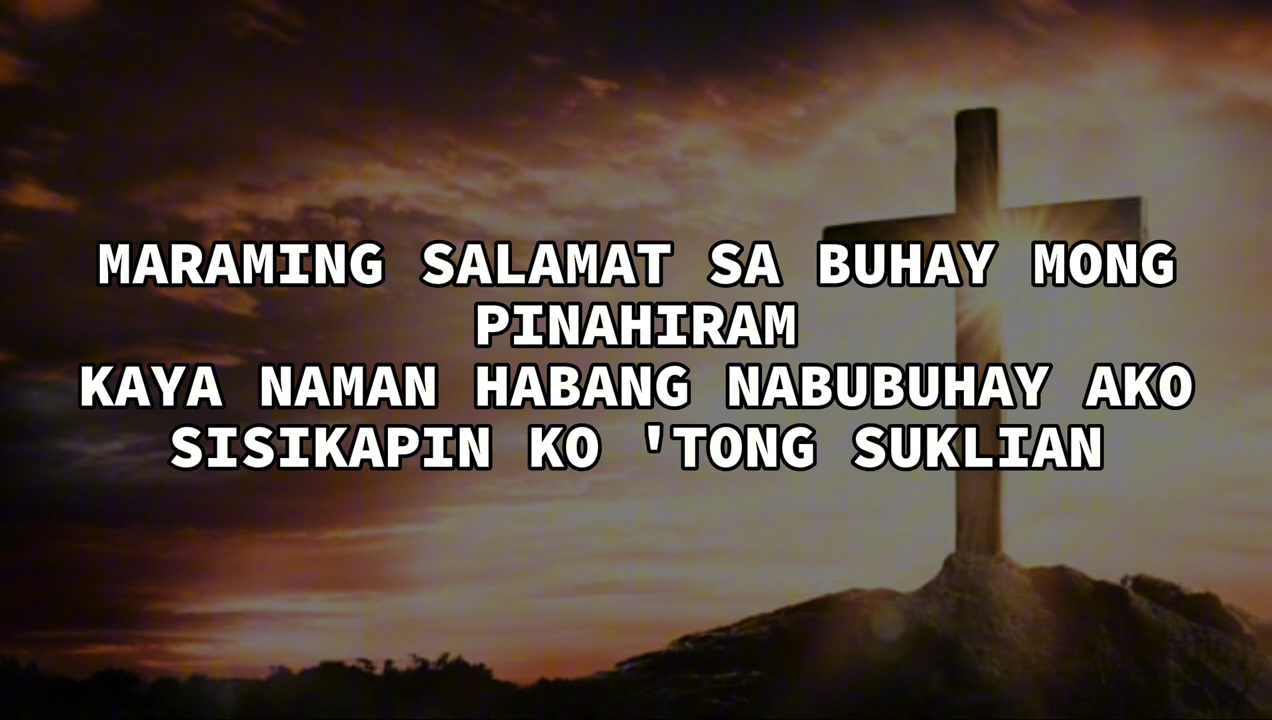 MARAMING SALAMAT SA BUHAY MONG
PINAHIRAM
KAYA NAMAN HABANG NABUBUHAY AKO
SISIKAPIN KO 'TONG SUKLIAN